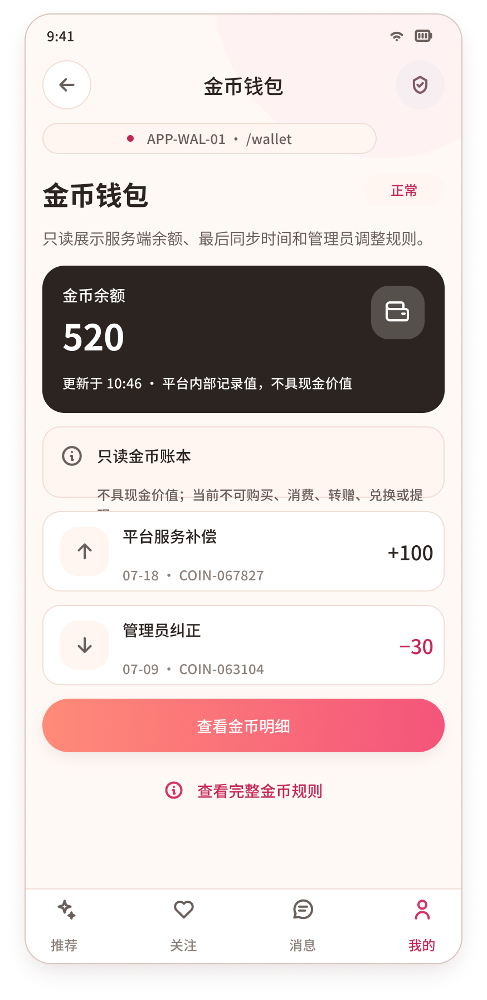 9:41
金币钱包
APP-WAL-01 • /wallet
金币钱包
正常
只读展示服务端余额、最后同步时间和管理员调整规则。
金币余额
520
更新于 10:46 • 平台内部记录值，不具现金价值
只读金币账本
不具现金价值；当前不可购买、消费、转赠、兑换或提
平台服务补偿
+100
07-18 • COIN-067827
管理员纠正
−30
07-09 • COIN-063104
查看金币明细
查看完整金币规则
推荐
关注
消息
我的